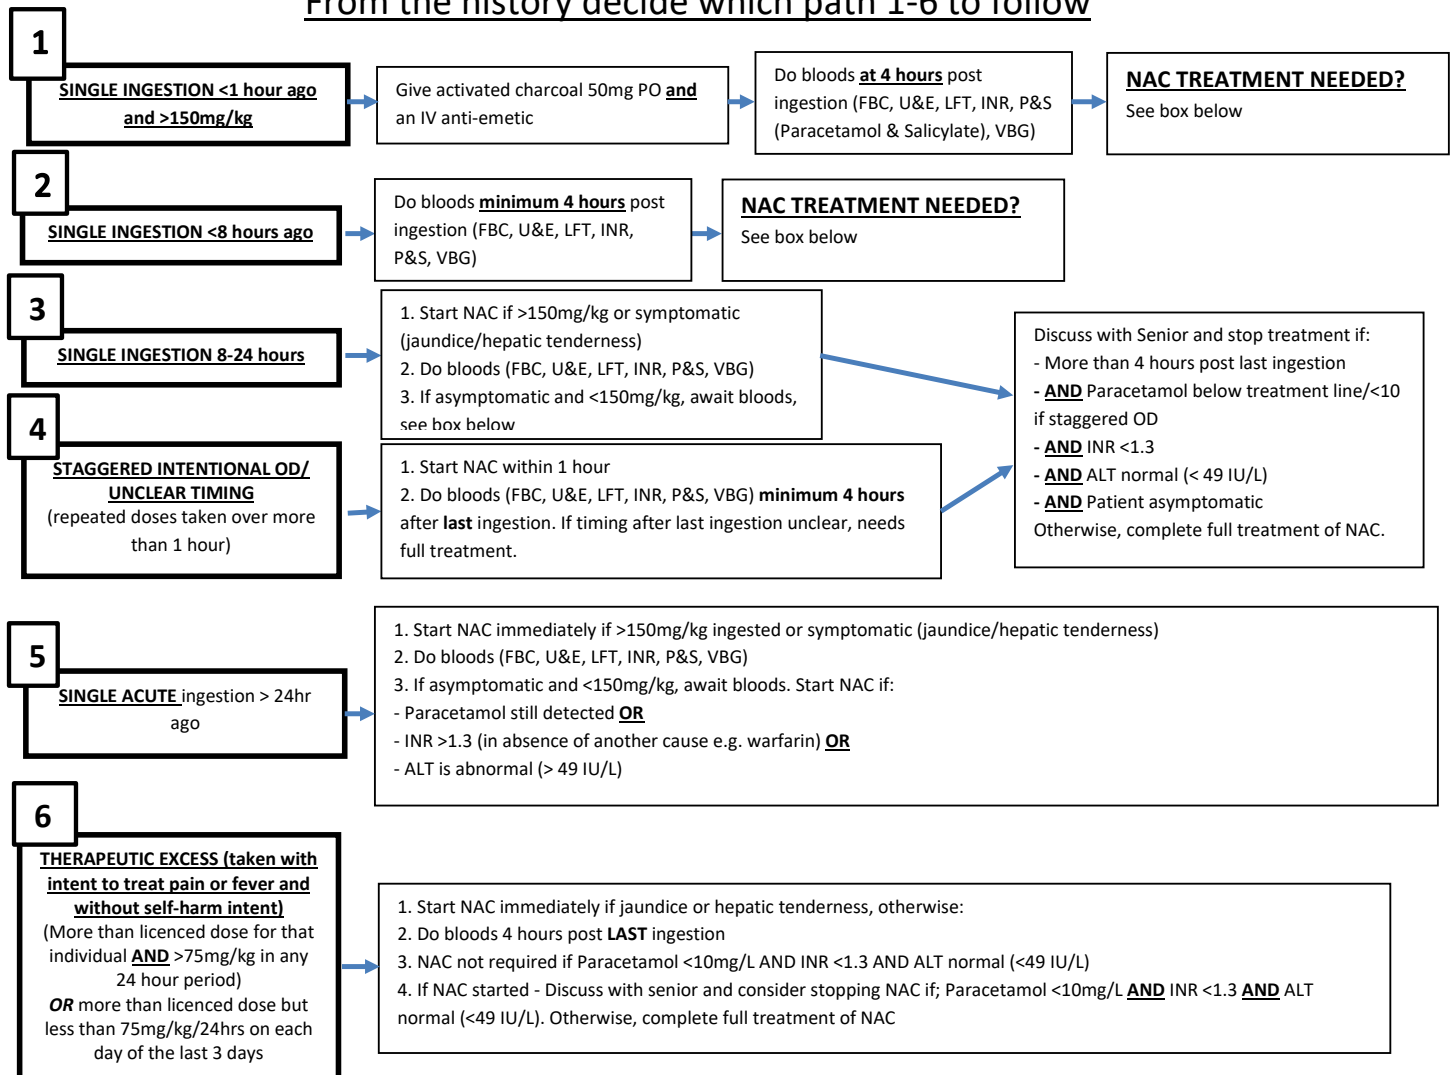 From the history decide which path 1-6 to follow
1
SINGLE INGESTION <1 hour ago
and >150mg/kg
Give activated charcoal 50mg PO and
an IV anti-emetic
Do bloods at 4 hours post
ingestion (FBC, U&E, LFT, INR, P&S
(Paracetamol & Salicylate), VBG)
NAC TREATMENT NEEDED?
See box below
2
SINGLE INGESTION <8 hours ago
Do bloods minimum 4 hours post
ingestion (FBC, U&E, LFT, INR,
P&S, VBG)
NAC TREATMENT NEEDED?
See box below
3
SINGLE INGESTION 8-24 hours
1. Start NAC if >150mg/kg or symptomatic
(jaundice/hepatic tenderness)
2. Do bloods (FBC, U&E, LFT, INR, P&S, VBG)
3. If asymptomatic and <150mg/kg, await bloods,
see box below
4
STAGGERED INTENTIONAL OD/
UNCLEAR TIMING
(repeated doses taken over more
than 1 hour)
1. Start NAC within 1 hour
2. Do bloods (FBC, U&E, LFT, INR, P&S, VBG) minimum 4 hours
after last ingestion. If timing after last ingestion unclear, needs
full treatment.
Discuss with Senior and stop treatment if:
- More than 4 hours post last ingestion
- AND Paracetamol below treatment line/<10
if staggered OD
- AND INR <1.3
- AND ALT normal (< 49 IU/L)
- AND Patient asymptomatic
Otherwise, complete full treatment of NAC.
5
SINGLE ACUTE ingestion > 24hr
ago
1. Start NAC immediately if >150mg/kg ingested or symptomatic (jaundice/hepatic tenderness)
2. Do bloods (FBC, U&E, LFT, INR, P&S, VBG)
3. If asymptomatic and <150mg/kg, await bloods. Start NAC if:
- Paracetamol still detected OR
- INR >1.3 (in absence of another cause e.g. warfarin) OR
- ALT is abnormal (> 49 IU/L)
6
THERAPEUTIC EXCESS (taken with
intent to treat pain or fever and
without self-harm intent)
(More than licenced dose for that
individual AND >75mg/kg in any
24 hour period)
OR more than licenced dose but
less than 75mg/kg/24hrs on each
day of the last 3 days
1. Start NAC immediately if jaundice or hepatic tenderness, otherwise:
2. Do bloods 4 hours post LAST ingestion
3. NAC not required if Paracetamol <10mg/L AND INR <1.3 AND ALT normal (<49 IU/L)
4. If NAC started - Discuss with senior and consider stopping NAC if; Paracetamol <10mg/L AND INR <1.3 AND ALT
normal (<49 IU/L). Otherwise, complete full treatment of NAC